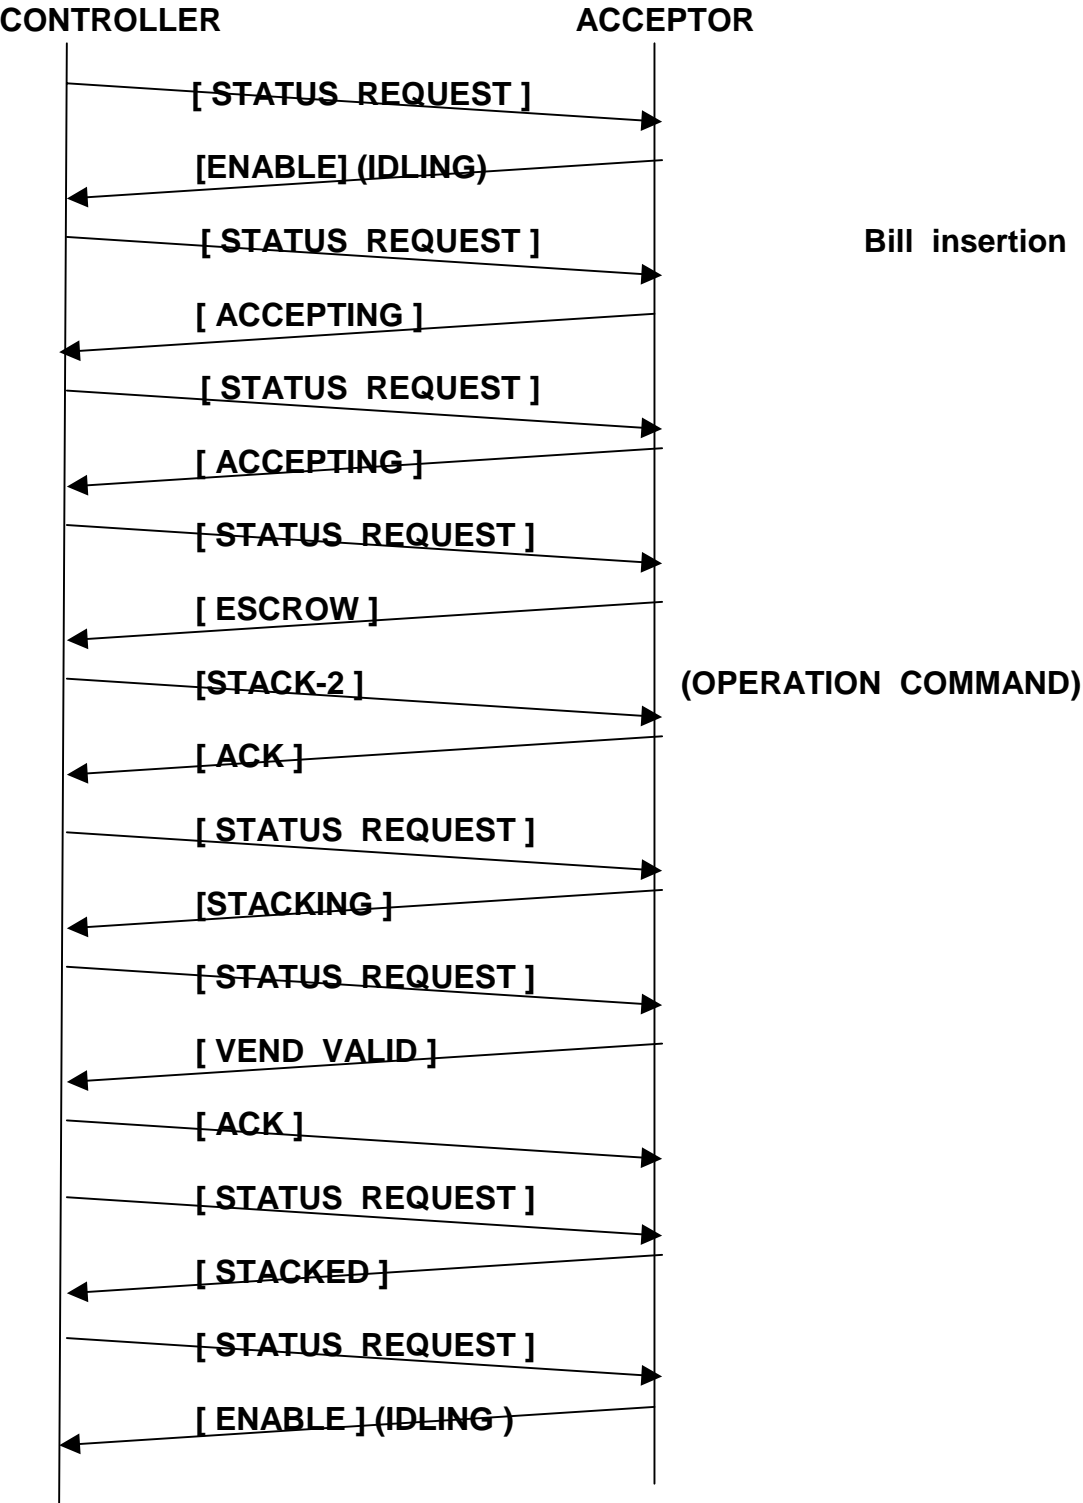 CONTROLLER ACCEPTOR
[ STATUS REQUEST ]
[ENABLE] (IDLING)
[ STATUS REQUEST ] Bill insertion
[ ACCEPTING ]
[ STATUS REQUEST ]
[ ACCEPTING ]
[ STATUS REQUEST ]
[ ESCROW ]
[STACK-2 ] (OPERATION COMMAND)
[ ACK ]
[ STATUS REQUEST ]
[STACKING ]
[ STATUS REQUEST ]
[ VEND VALID ]
[ ACK ]
[ STATUS REQUEST ]
[ STACKED ]
[ STATUS REQUEST ]
[ ENABLE ] (IDLING )